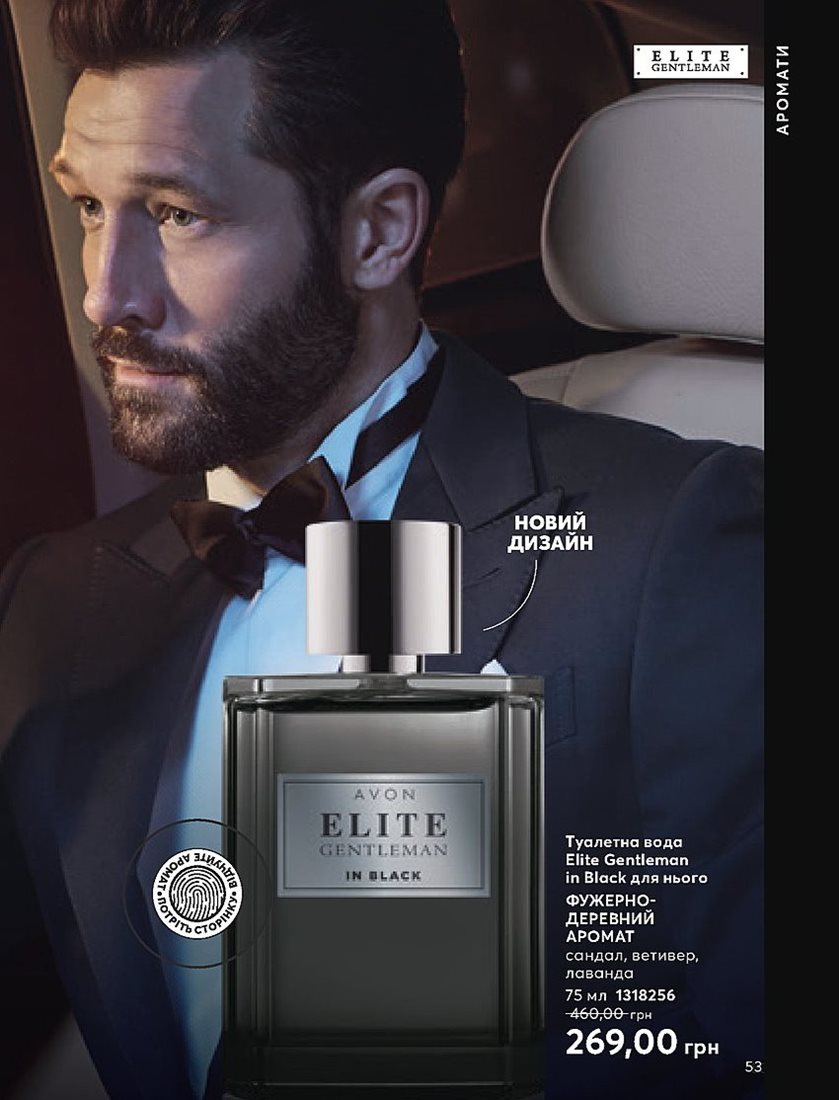 ELITE
GENTLEMAN
АРОМАТИ
НОВИЙ
ДИЗАЙН
AVON
ELITE
GENTLEMAN
IN BLACK
ВІДЧУЙТЕ АРОМАТ • ПОТРІТЬ СТОРІНКУ •
Туалетна вода
Elite Gentleman
in Black для нього
ФУЖЕРНО-
ДЕРЕВНИЙ
АРОМАТ
сандал, ветивер,
лаванда
75 мл 1318256
460,00 грн
269,00 грн
53